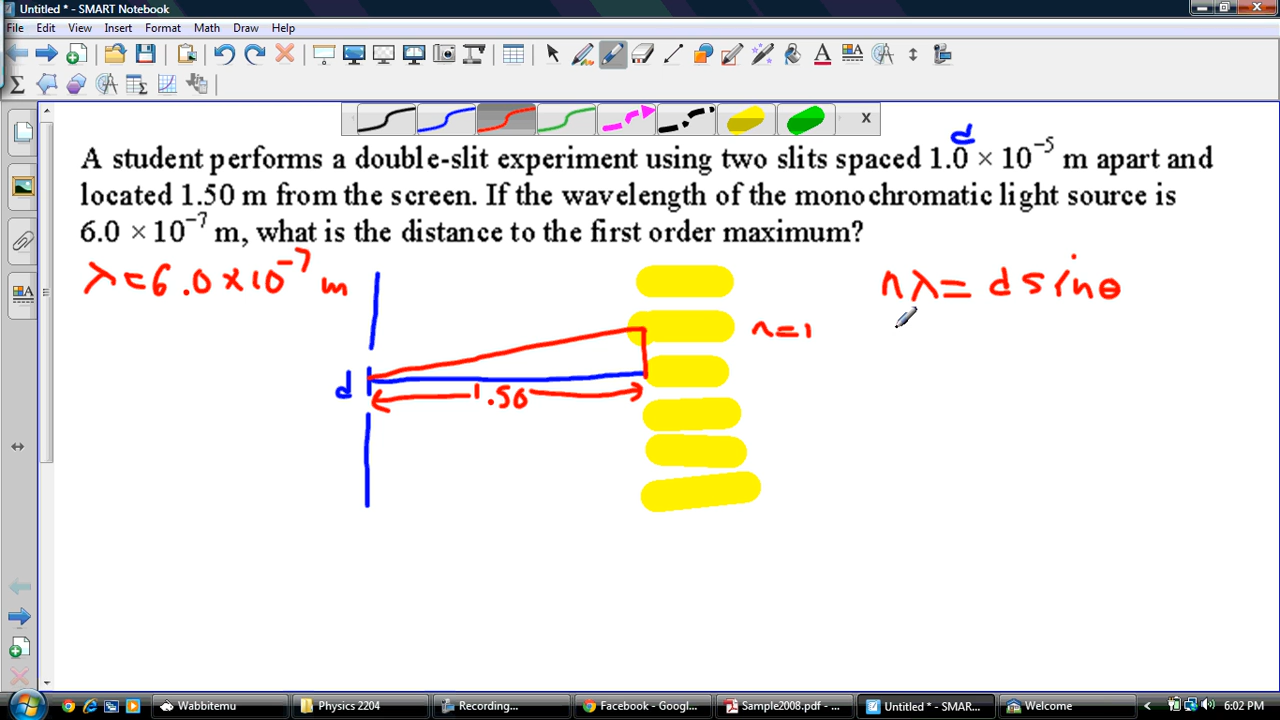 Untitled * - SMART Notebook
File Edit View Insert Format Math Draw Help
d
A student performs a double-slit experiment using two slits spaced 1.0 × 10⁻⁵ m apart and
located 1.50 m from the screen. If the wavelength of the monochromatic light source is
6.0 × 10⁻⁷ m, what is the distance to the first order maximum?
λ = 6.0 × 10⁻⁷ m
nλ = d sin θ
n = 1
d
1.50
Wabbitemu Physics 2204 Recording... Facebook - Google ... Sample2008.pdf - ... Untitled * - SMAR... Welcome 6:02 PM